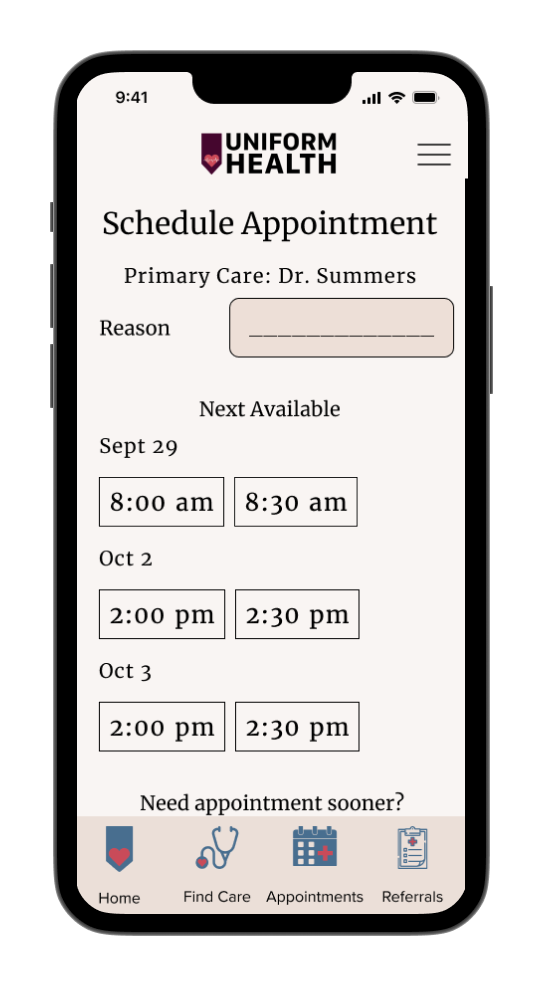 9:41
UNIFORM
HEALTH
Schedule Appointment
Primary Care: Dr. Summers
Reason _____________
Next Available
Sept 29
8:00 am 8:30 am
Oct 2
2:00 pm 2:30 pm
Oct 3
2:00 pm 2:30 pm
Need appointment sooner?
Home Find Care Appointments Referrals